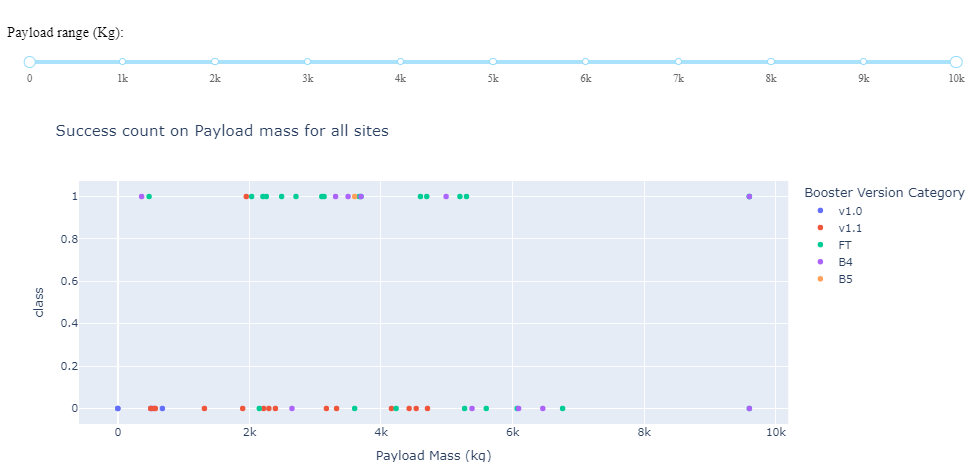 Payload range (Kg):
0 1k 2k 3k 4k 5k 6k 7k 8k 9k 10k
Success count on Payload mass for all sites
Booster Version Category
v1.0
v1.1
FT
B4
B5
class
1
0.8
0.6
0.4
0.2
0
0 2k 4k 6k 8k 10k
Payload Mass (kg)